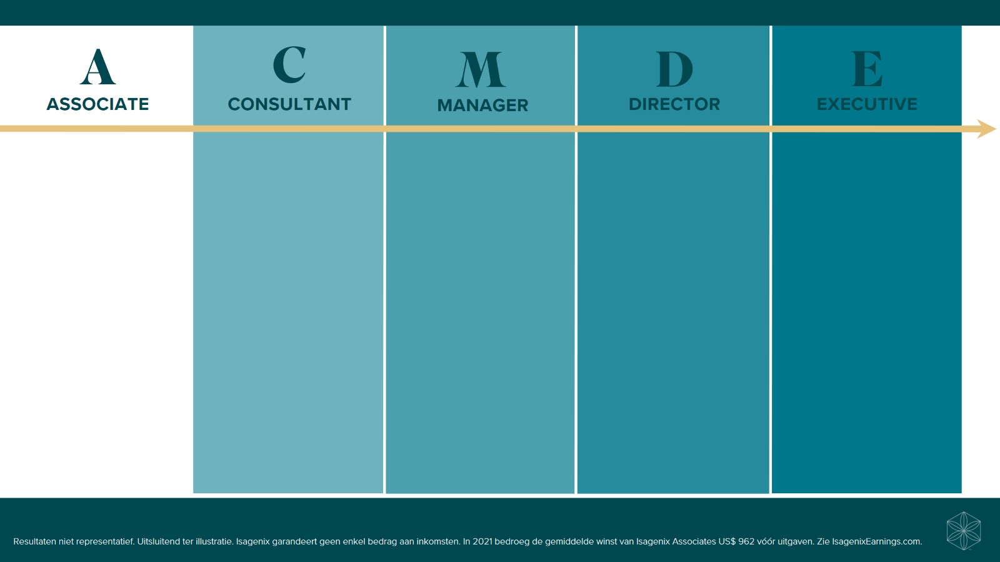 A
C
M
D
E
ASSOCIATE
CONSULTANT
MANAGER
DIRECTOR
EXECUTIVE
Resultaten niet representatief. Uitsluitend ter illustratie. Isagenix garandeert geen enkel bedrag aan inkomsten. In 2021 bedroeg de gemiddelde winst van Isagenix Associates US$ 962 vóór uitgaven. Zie IsagenixEarnings.com.